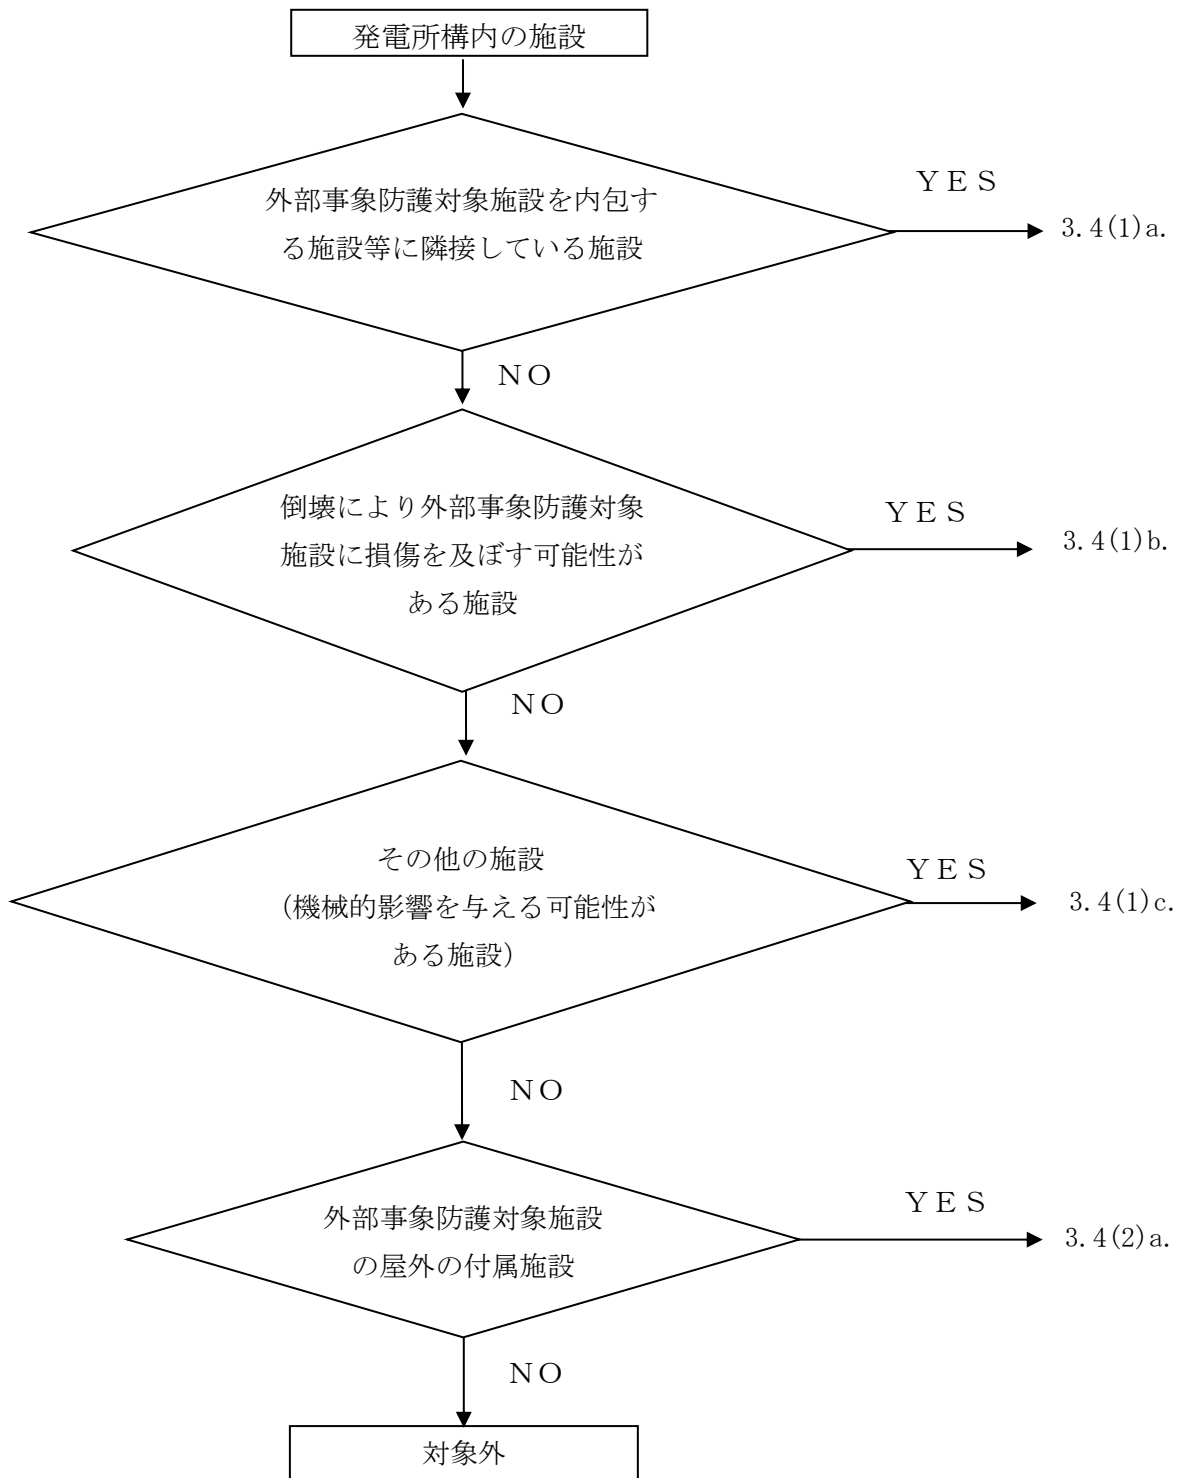 発電所構内の施設
外部事象防護対象施設を内包す
る施設等に隣接している施設
ＹＥＳ
3.4(1)a.
ＮＯ
倒壊により外部事象防護対象
施設に損傷を及ぼす可能性が
ある施設
ＹＥＳ
3.4(1)b.
ＮＯ
その他の施設
(機械的影響を与える可能性が
ある施設)
ＹＥＳ
3.4(1)c.
ＮＯ
外部事象防護対象施設
の屋外の付属施設
ＹＥＳ
3.4(2)a.
ＮＯ
対象外